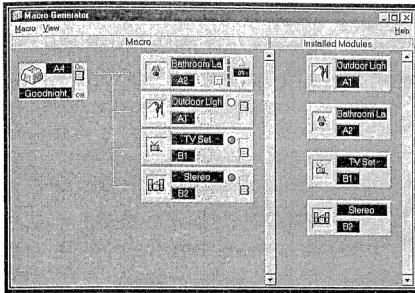 Macro Generator
Macro View
Help
Macro
Installed Modules
A4
On
Goodnight
Off
Bathroom La
A2
Outdoor Ligh
A1
TV Set
B1
Stereo
B2
Outdoor Ligh
A1
Bathroom La
A2
TV Set
B1
Stereo
B2